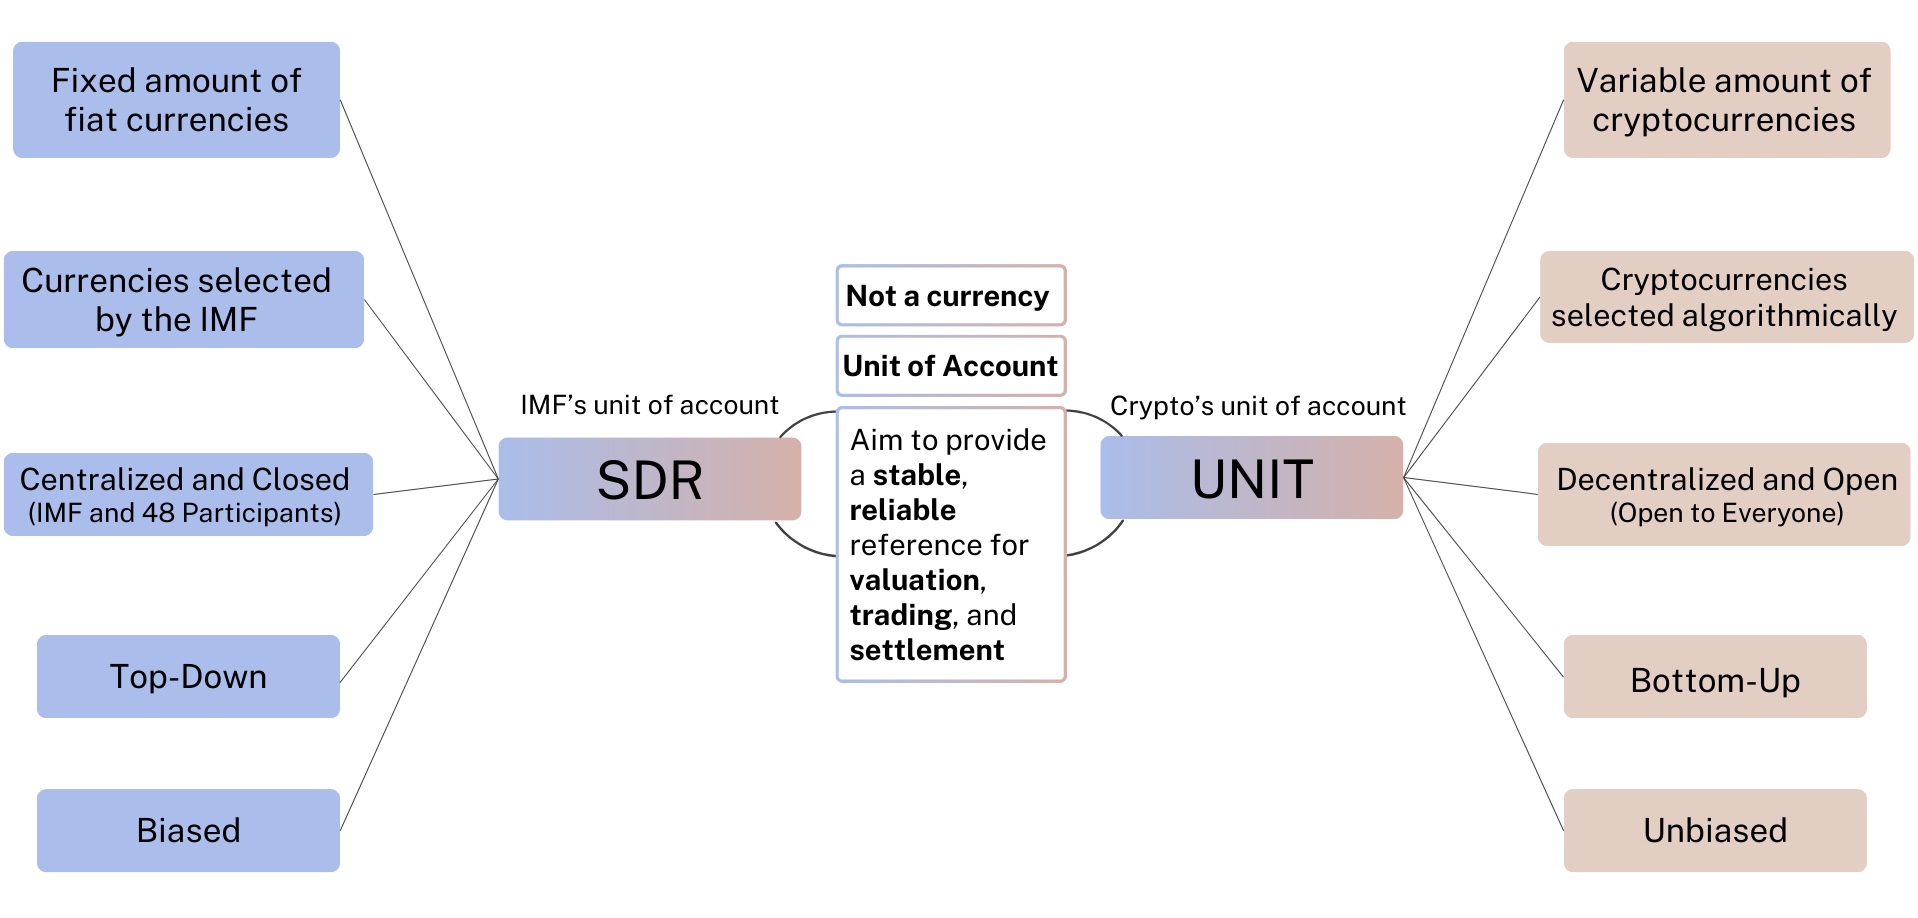 Fixed amount of
fiat currencies
Currencies selected
by the IMF
Centralized and Closed
(IMF and 48 Participants)
Top-Down
Biased
IMF’s unit of account
SDR
Not a currency
Unit of Account
Aim to provide
a stable,
reliable
reference for
valuation,
trading, and
settlement
Crypto’s unit of account
UNIT
Variable amount of
cryptocurrencies
Cryptocurrencies
selected algorithmically
Decentralized and Open
(Open to Everyone)
Bottom-Up
Unbiased